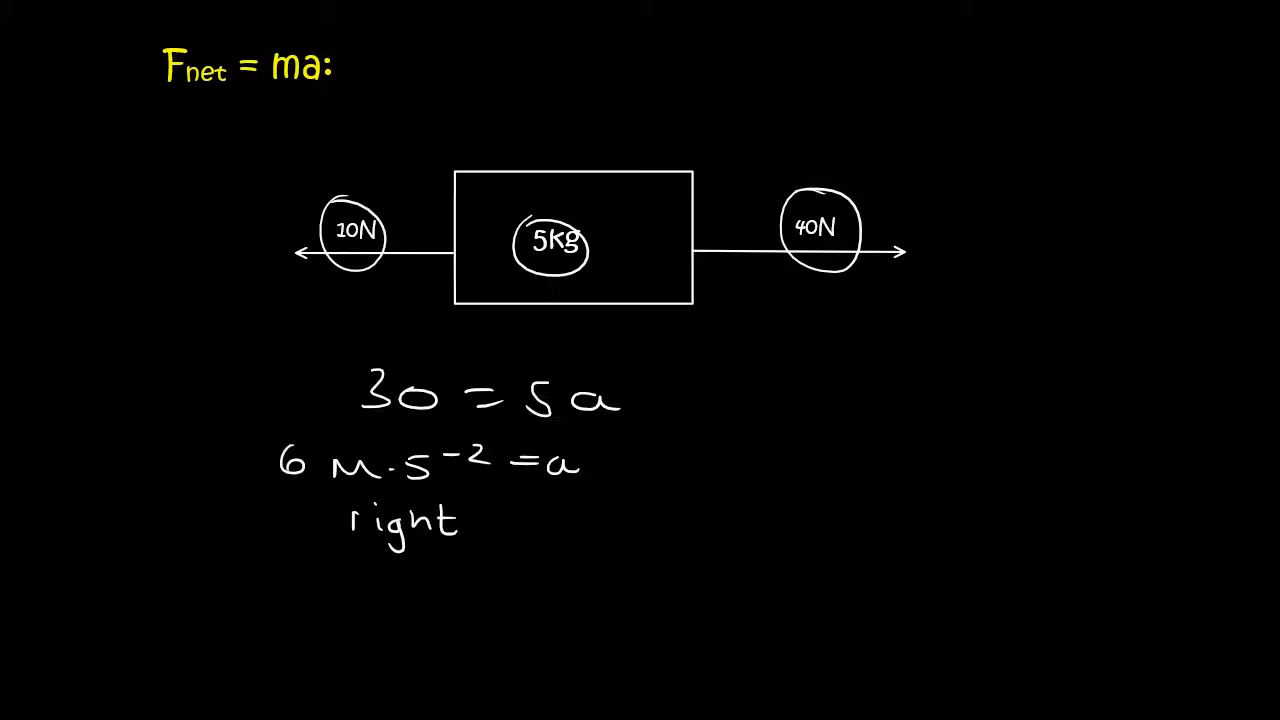 Fnet = ma:
10N
5Kg
40N
30 = 5a
6 m·s⁻² = a
right